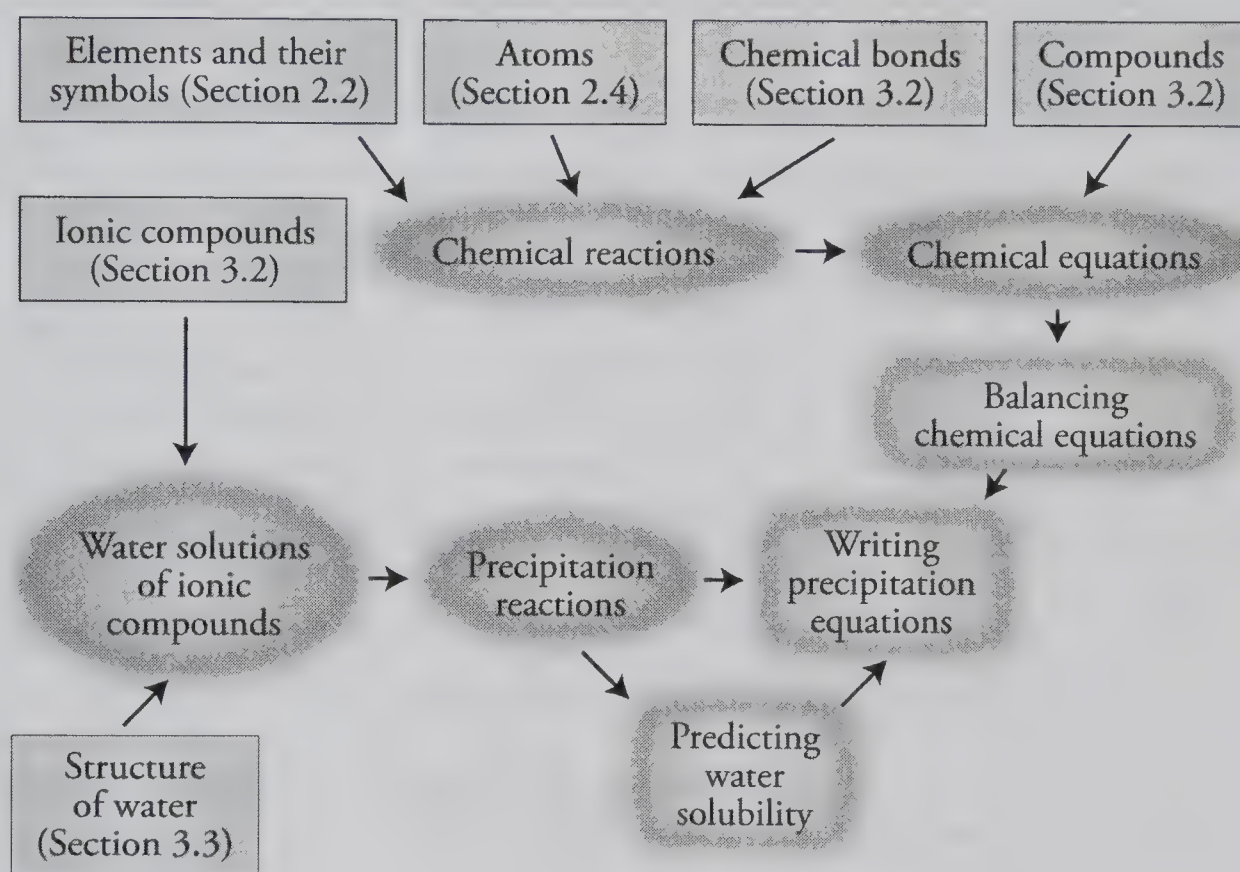 Elements and their
symbols (Section 2.2)
Atoms
(Section 2.4)
Chemical bonds
(Section 3.2)
Compounds
(Section 3.2)
Ionic compounds
(Section 3.2)
Chemical reactions
Chemical equations
Balancing
chemical equations
Water solutions
of ionic
compounds
Precipitation
reactions
Writing
precipitation
equations
Predicting
water
solubility
Structure
of water
(Section 3.3)